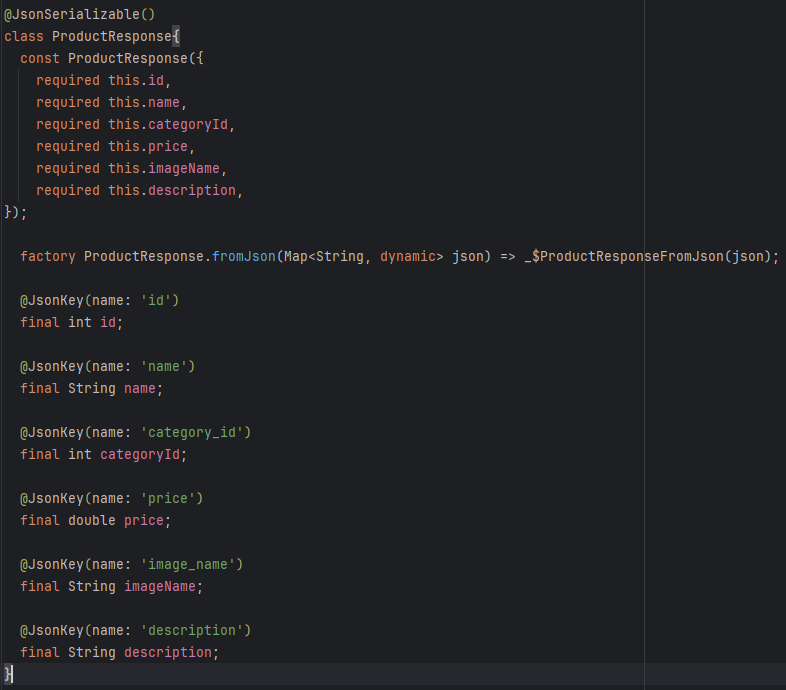 @JsonSerializable()
class ProductResponse{
  const ProductResponse({
    required this.id,
    required this.name,
    required this.categoryId,
    required this.price,
    required this.imageName,
    required this.description,
});
  factory ProductResponse.fromJson(Map<String, dynamic> json) => _$ProductResponseFromJson(json);
  @JsonKey(name: 'id')
  final int id;
  @JsonKey(name: 'name')
  final String name;
  @JsonKey(name: 'category_id')
  final int categoryId;
  @JsonKey(name: 'price')
  final double price;
  @JsonKey(name: 'image_name')
  final String imageName;
  @JsonKey(name: 'description')
  final String description;
}